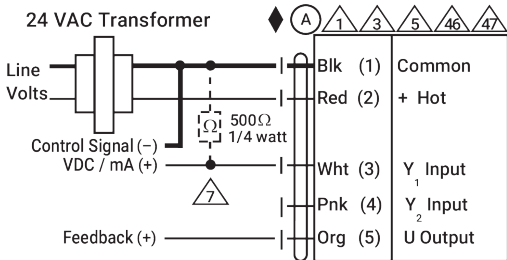 24 VAC Transformer
A 1 3 5 46 47
Line
Volts
Blk (1) Common
Red (2) + Hot
Ω 500Ω
1/4 watt
Control Signal (−)
VDC / mA (+)
Wht (3) Y1 Input
7
Pnk (4) Y2 Input
Feedback (+)
Org (5) U Output